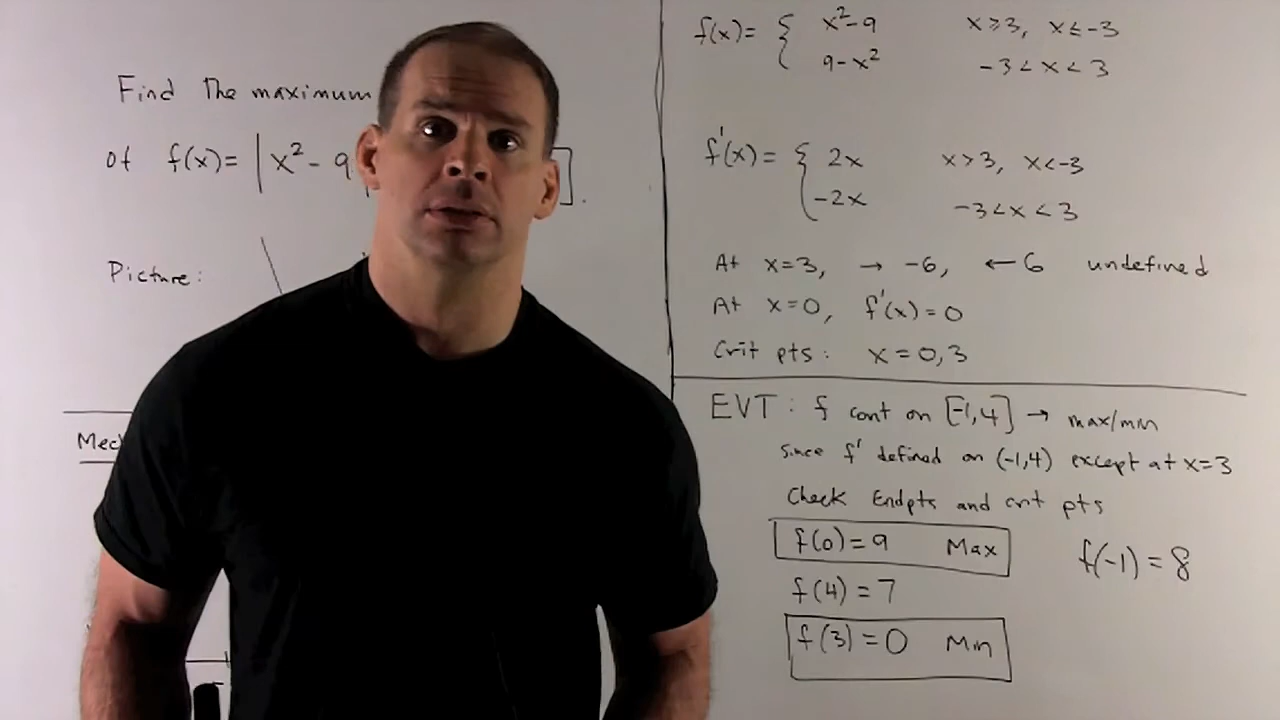 Find the maximum
of f(x)= |x²-9 ].
Picture:
Mec
f(x)= { x²-9 x≥3, x≤-3
9-x² -3<x<3
f'(x)= { 2x x>3, x<-3
-2x -3<x<3
At x=3, → -6, ← 6 undefined
At x=0, f'(x)=0
Crit pts: x=0,3
EVT: f cont on [-1,4] → max/min
since f' defined on (-1,4) except at x=3
Check Endpts and crit pts
f(0)=9 Max
f(-1)=8
f(4)=7
f(3)=0 Min